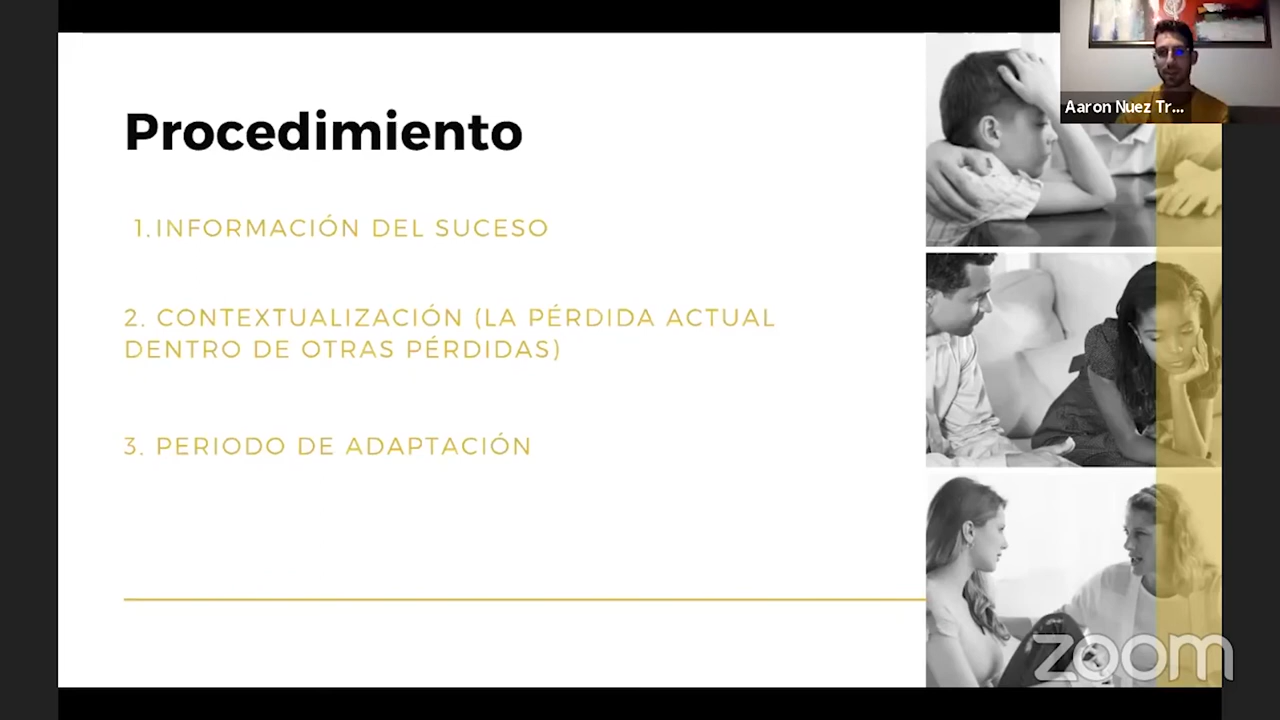 Aaron Nuez Tr...
Procedimiento
1.INFORMACIÓN DEL SUCESO
2. CONTEXTUALIZACIÓN (LA PÉRDIDA ACTUAL
DENTRO DE OTRAS PÉRDIDAS)
3. PERIODO DE ADAPTACIÓN
zoom